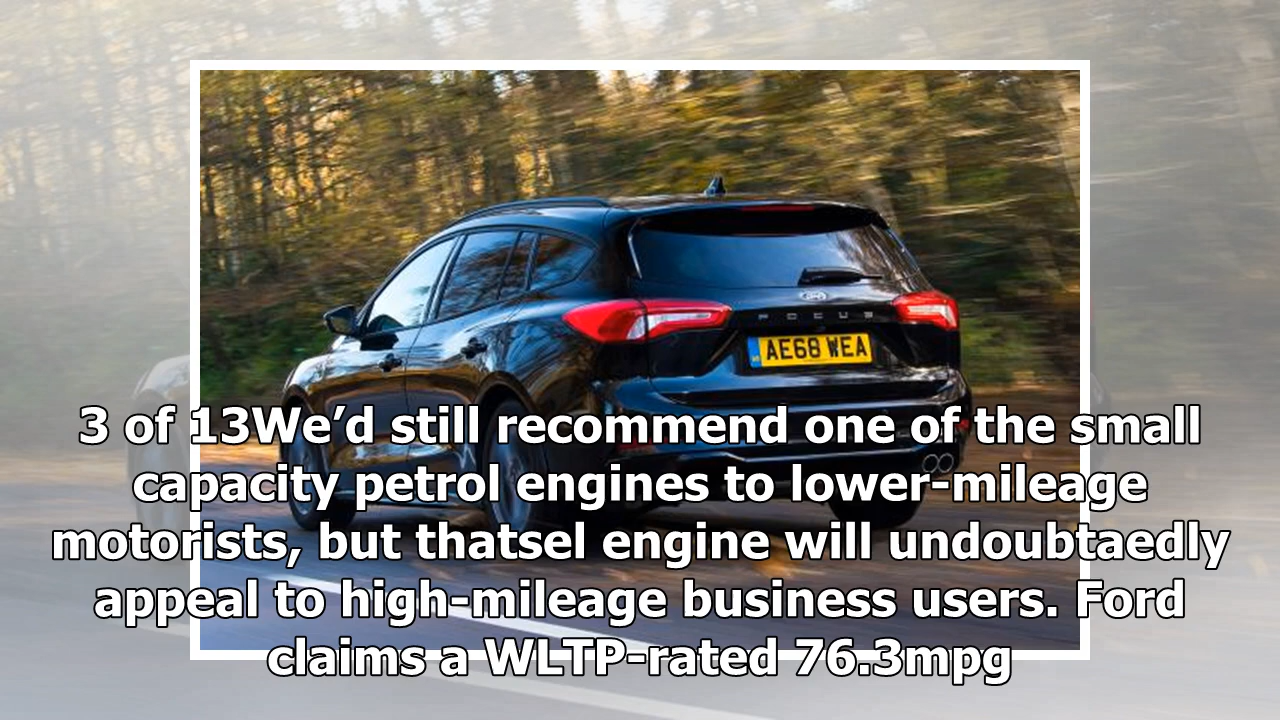 FOCUS
AE68 WEA
3 of 13We’d still recommend one of the small
capacity petrol engines to lower-mileage
motorists, but thatsel engine will undoubtaedly
appeal to high-mileage business users. Ford
claims a WLTP-rated 76.3mpg